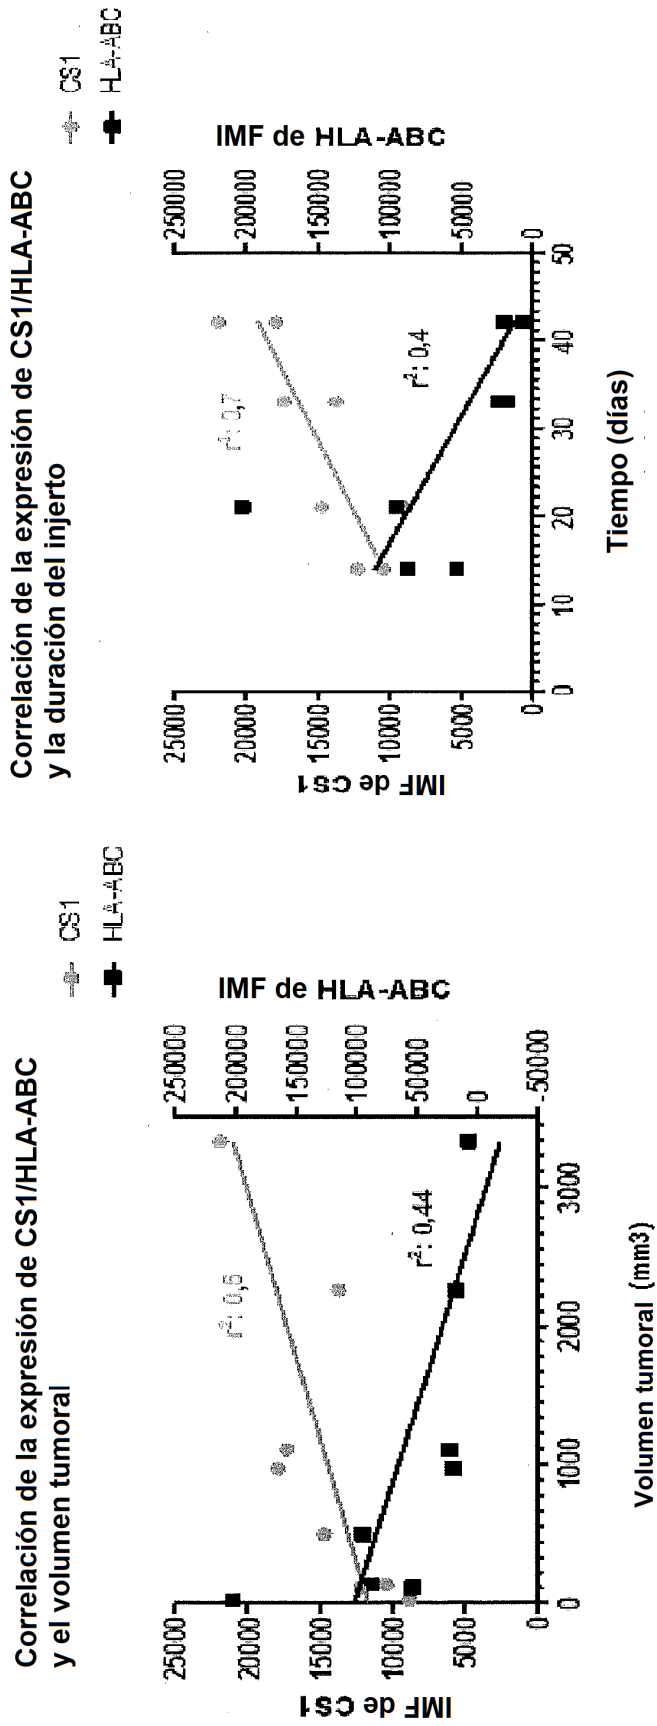 Correlación de la expresión de CS1/HLA-ABC
y el volumen tumoral
CS1
HLA-ABC
IMF de CS1
25000
20000
15000
10000
5000
0
IMF de HLA-ABC
250000
200000
150000
100000
50000
0
-50000
r²: 0,6
r²: 0,44
0
1000
2000
3000
Volumen tumoral (mm3)
Correlación de la expresión de CS1/HLA-ABC
y la duración del injerto
CS1
HLA-ABC
IMF de CS1
25000
20000
15000
10000
5000
0
IMF de HLA-ABC
250000
200000
150000
100000
50000
0
r²: 0,7
r²: 0,4
0
10
20
30
40
50
Tiempo (días)